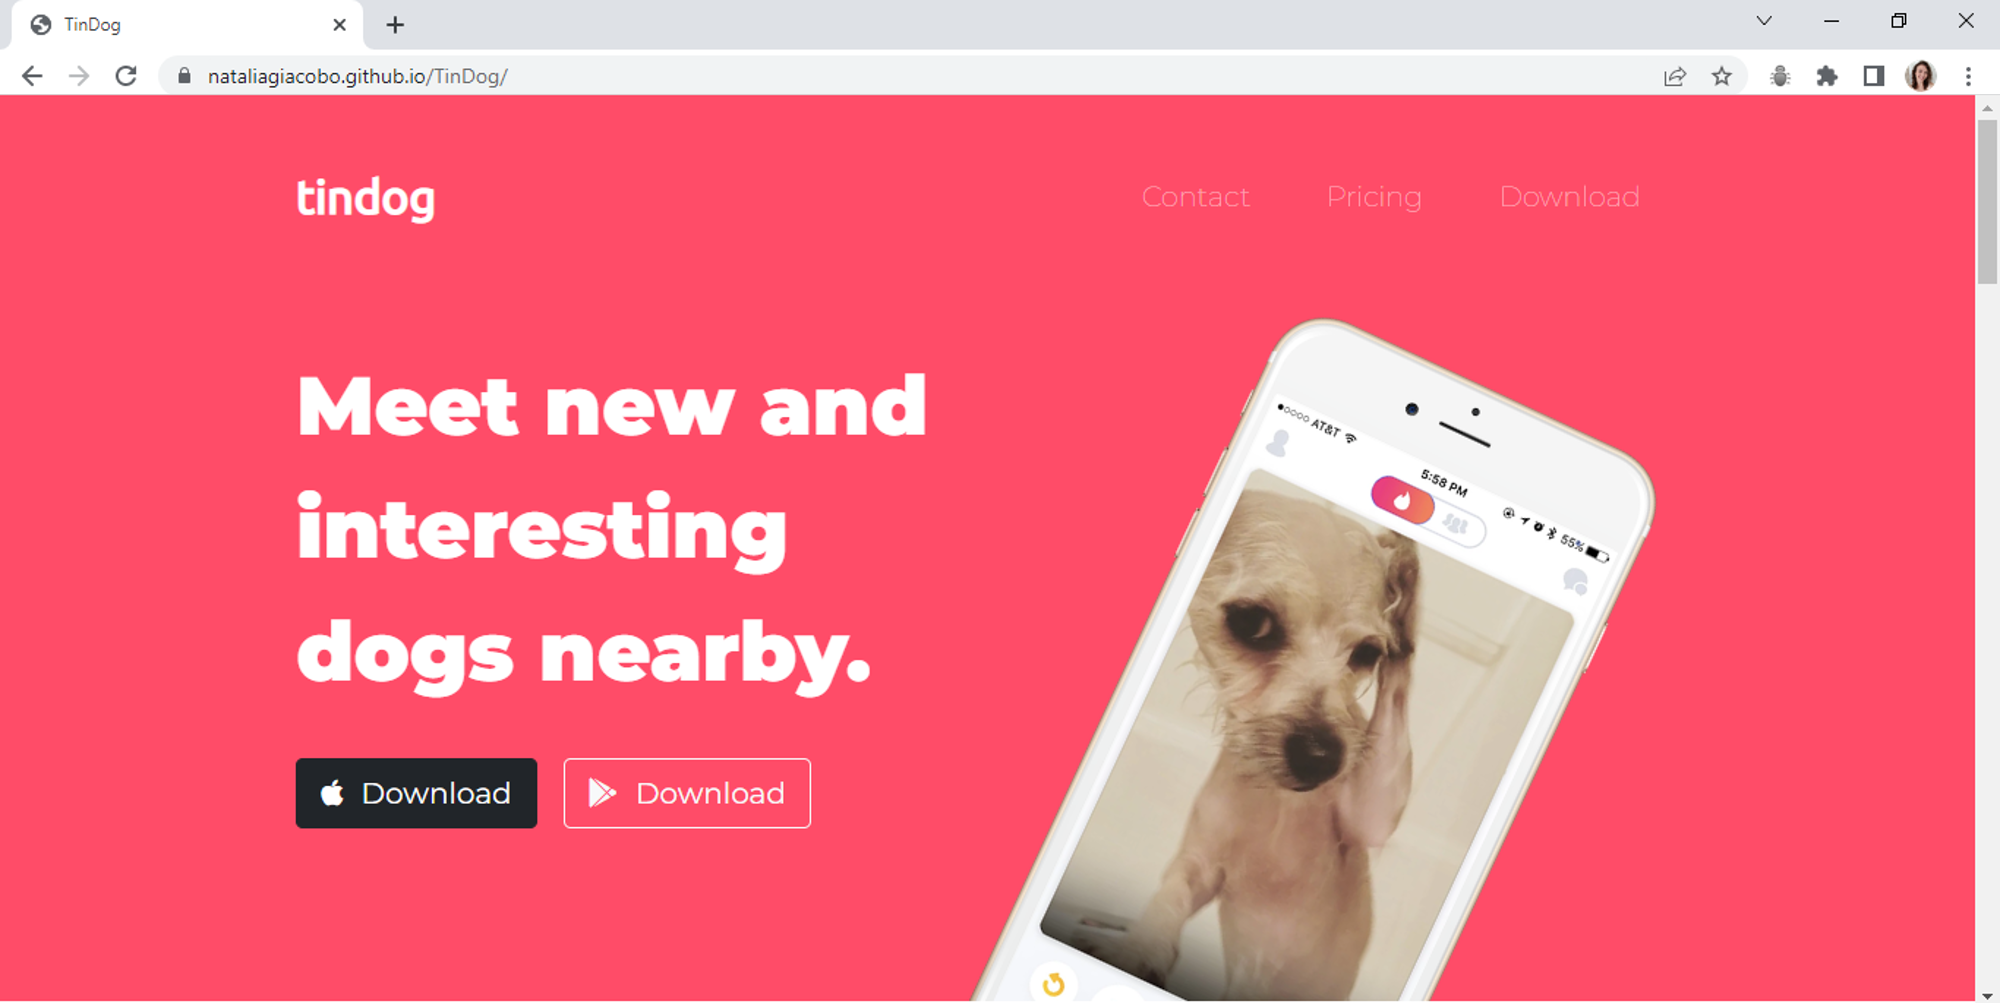 TinDog
nataliagiacobo.github.io/TinDog/
tindog
Contact Pricing Download
Meet new and
interesting
dogs nearby.
Download Download
AT&T
5:58 PM
55%